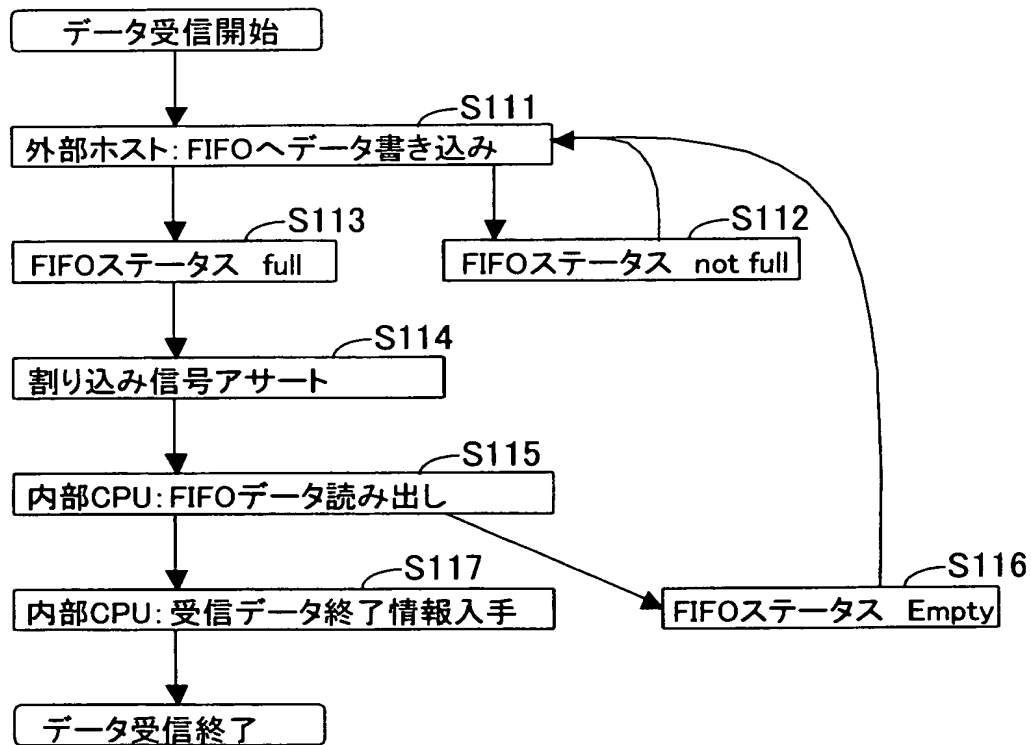 データ受信開始
S111
外部ホスト:FIFOへデータ書き込み
S113
FIFOステータス full
S112
FIFOステータス not full
S114
割り込み信号アサート
S115
内部CPU:FIFOデータ読み出し
S117
内部CPU:受信データ終了情報入手
S116
FIFOステータス Empty
データ受信終了